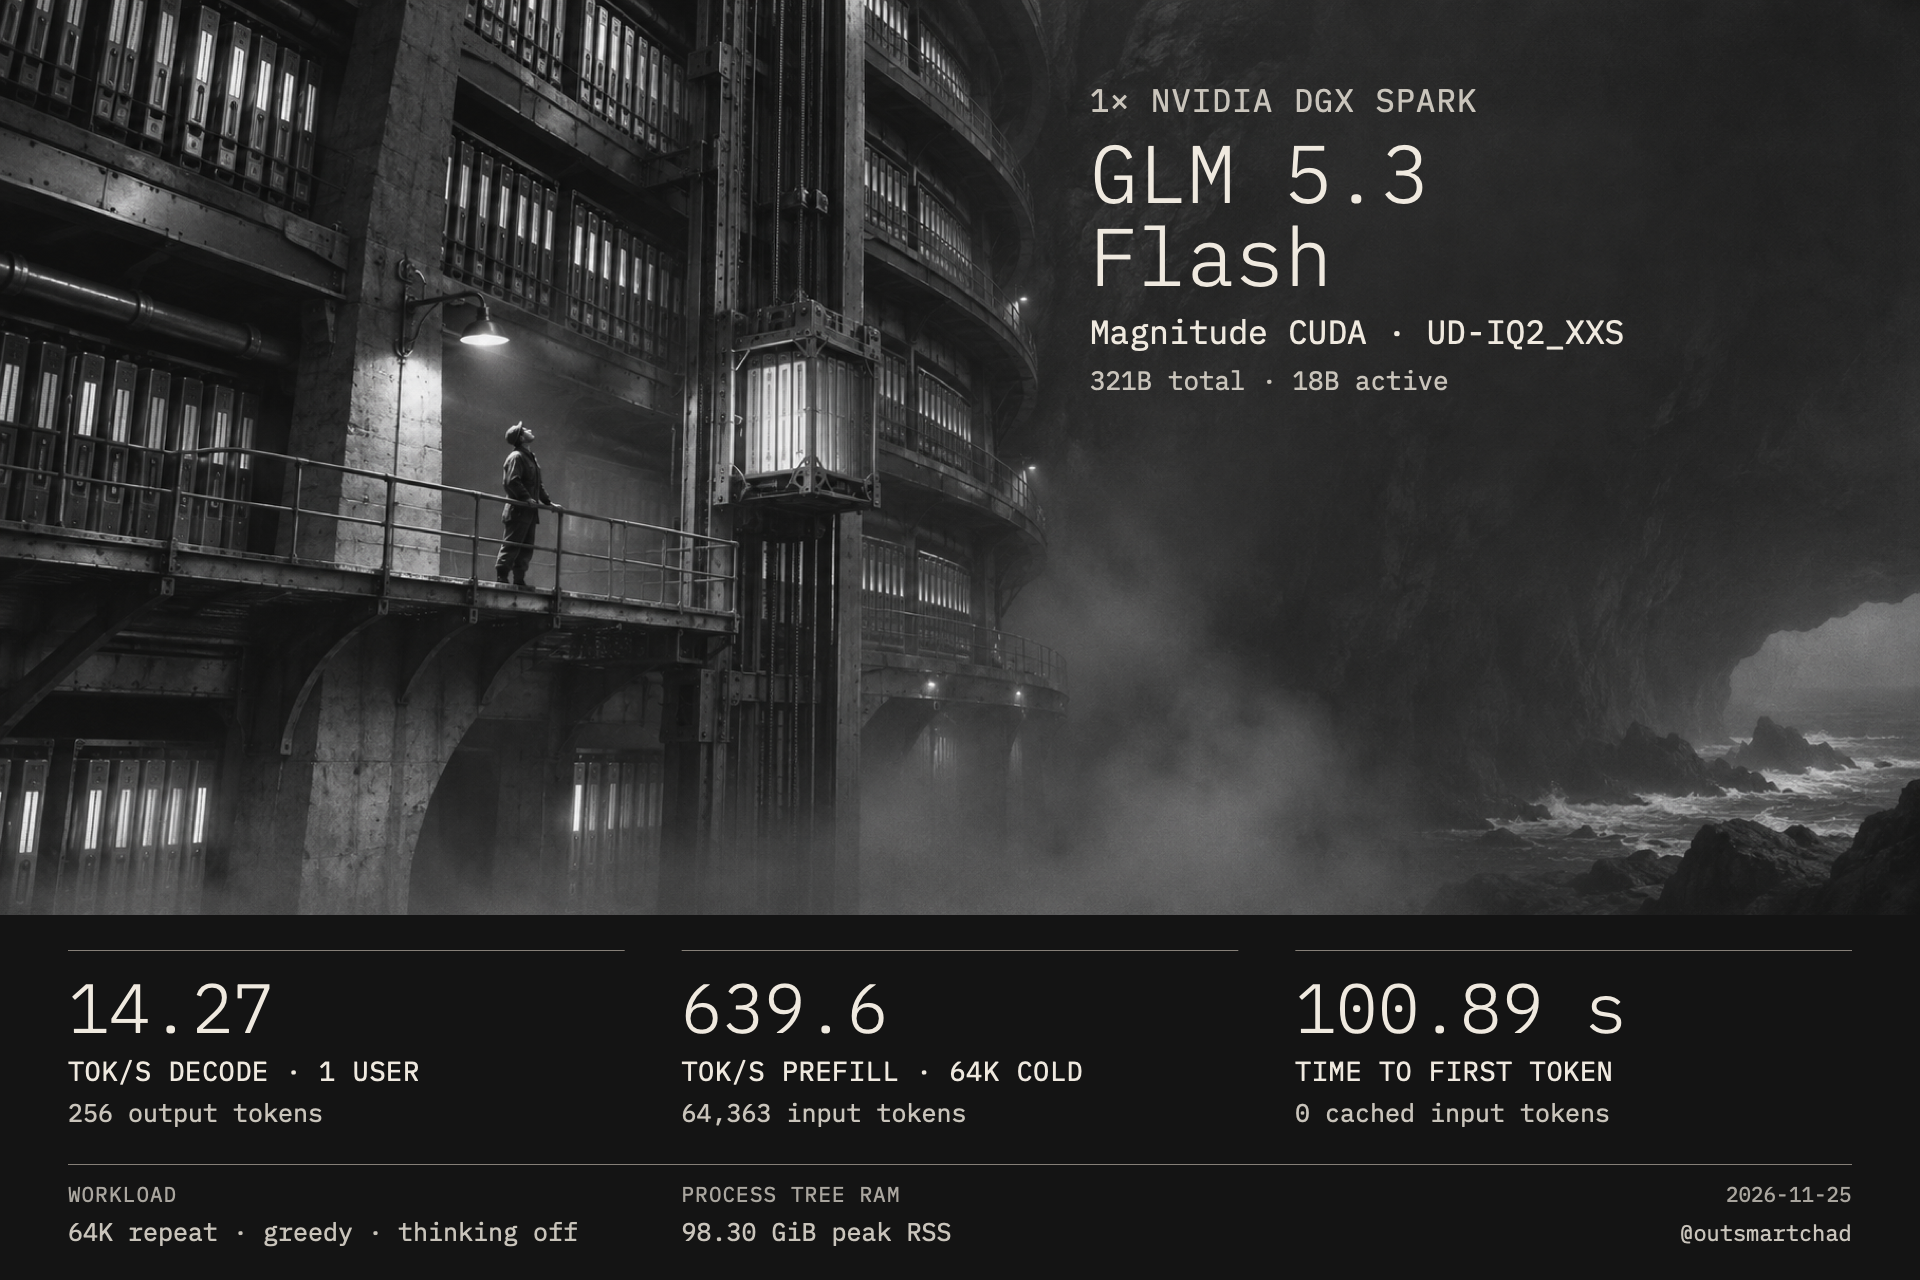 1× NVIDIA DGX SPARK
GLM 5.3
Flash
Magnitude CUDA · UD-IQ2_XXS
321B total · 18B active
14.27
TOK/S DECODE · 1 USER
256 output tokens
639.6
TOK/S PREFILL · 64K COLD
64,363 input tokens
100.89 s
TIME TO FIRST TOKEN
0 cached input tokens
WORKLOAD
64K repeat · greedy · thinking off
PROCESS TREE RAM
98.30 GiB peak RSS
2026-11-25
@outsmartchad